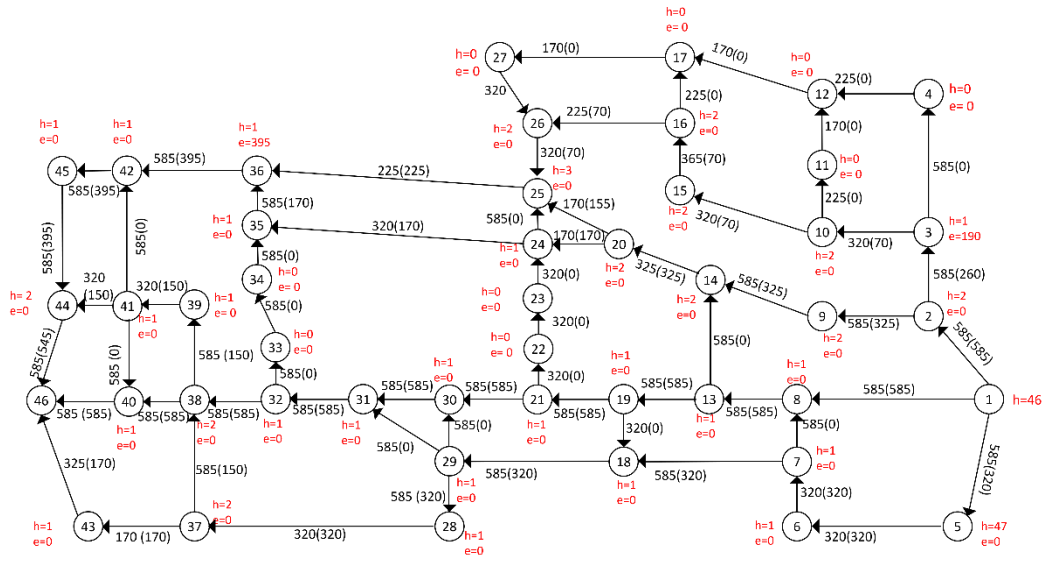 h=0
e= 0
h=0
e= 0
27
170(0)
17
170(0)
h=0
e= 0
12
225(0)
4
h=0
e= 0
320
225(0)
h=2
e=0
26
225(70)
16
h=2
e=0
170(0)
h=1
e=0
h=1
e=0
h=1
e=395
320(70)
365(70)
11
h=0
e= 0
585(0)
45
42
585(395)
36
225(225)
h=3
e=0
25
15
h=2
e=0
225(0)
585(395)
585(170)
170(155)
320(70)
h=1
e=0
35
320(170)
585(0)
h=1
e=0
24
170(170)
20
h=2
e=0
10
h=2
e=0
320(70)
3
h=1
e=190
585(395)
585(0)
585(0)
325(325)
34
h=0
e=0
320(0)
14
h=2
e=0
585(325)
585(260)
320
(150)
320(150)
h= 2
e=0
44
41
39
h=1
e= 0
h=1
e=0
585(0)
h=0
e=0
23
320(0)
9
h=2
e=0
585(325)
2
h=2
e=0
585(545)
585 (0)
585 (150)
33
h=0
e=0
h=0
e= 0
22
585(0)
585(585)
585(0)
320(0)
h=1
e=0
h=1
e=0
h=1
e=0
46
585 (585)
40
585(585)
38
585(585)
32
585(585)
31
585(585)
30
585(585)
21
585(585)
19
585(585)
13
585(585)
8
585(585)
1
h=46
h=1
e=0
h=2
e=0
h=1
e=0
h=1
e=0
h=1
e=0
h=1
e=0
585(0)
585(0)
320(0)
585(0)
325(170)
585(150)
29
585(320)
18
585(320)
7
h=1
e=0
h=1
e=0
h=1
e=0
585(320)
585 (320)
320(320)
h=1
e=0
43
170 (170)
37
h=2
e=0
320(320)
28
h=1
e=0
h=1
e=0
6
320(320)
5
h=47
e=0